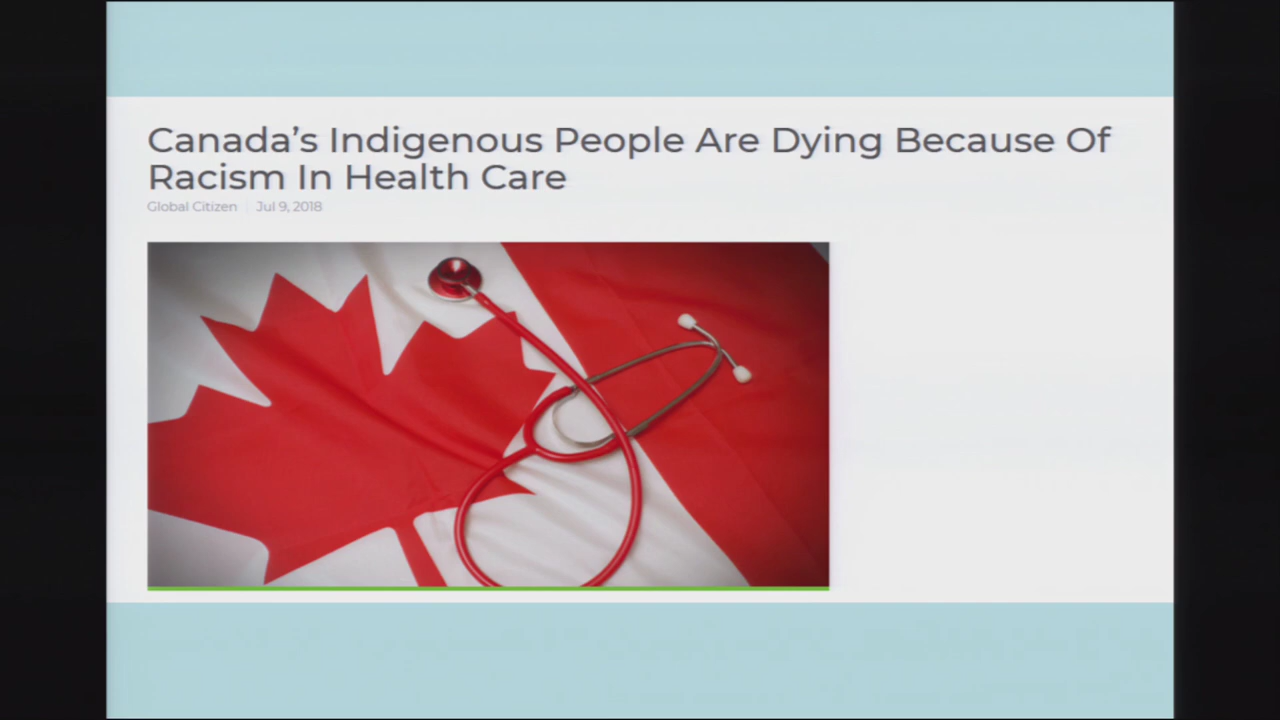 Canada’s Indigenous People Are Dying Because Of
Racism In Health Care
Global Citizen | Jul 9, 2018